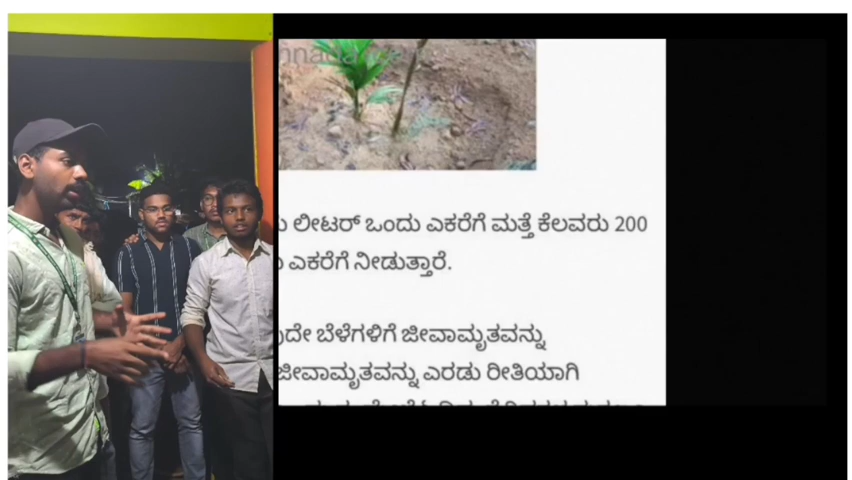 ಲೀಟರ್ ಒಂದು ಎಕರೆಗೆ ಮತ್ತೆ ಕೆಲವರು 200
ಎಕರೆಗೆ ನೀಡುತ್ತಾರೆ.
ಬೆಳೆಗಳಿಗೆ ಜೀವಾಮೃತವನ್ನು
ಜೀವಾಮೃತವನ್ನು ಎರಡು ರೀತಿಯಾಗಿ